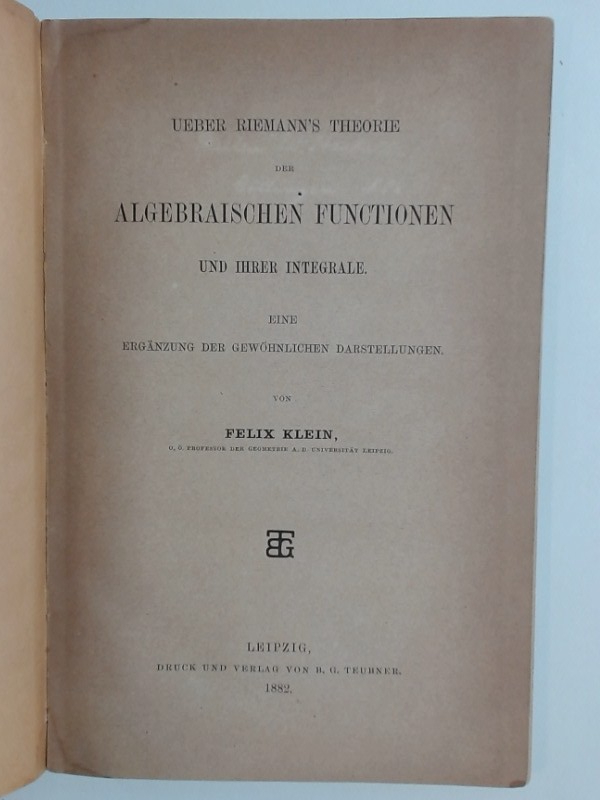 UEBER RIEMANN'S THEORIE
DER
ALGEBRAISCHEN FUNCTIONEN
UND IHRER INTEGRALE.
EINE
ERGÄNZUNG DER GEWÖHNLICHEN DARSTELLUNGEN.
VON
FELIX KLEIN,
O. Ö. PROFESSOR DER GEOMETRIE A. D. UNIVERSITÄT LEIPZIG.
BTG
LEIPZIG,
DRUCK UND VERLAG VON B. G. TEUBNER.
1882.